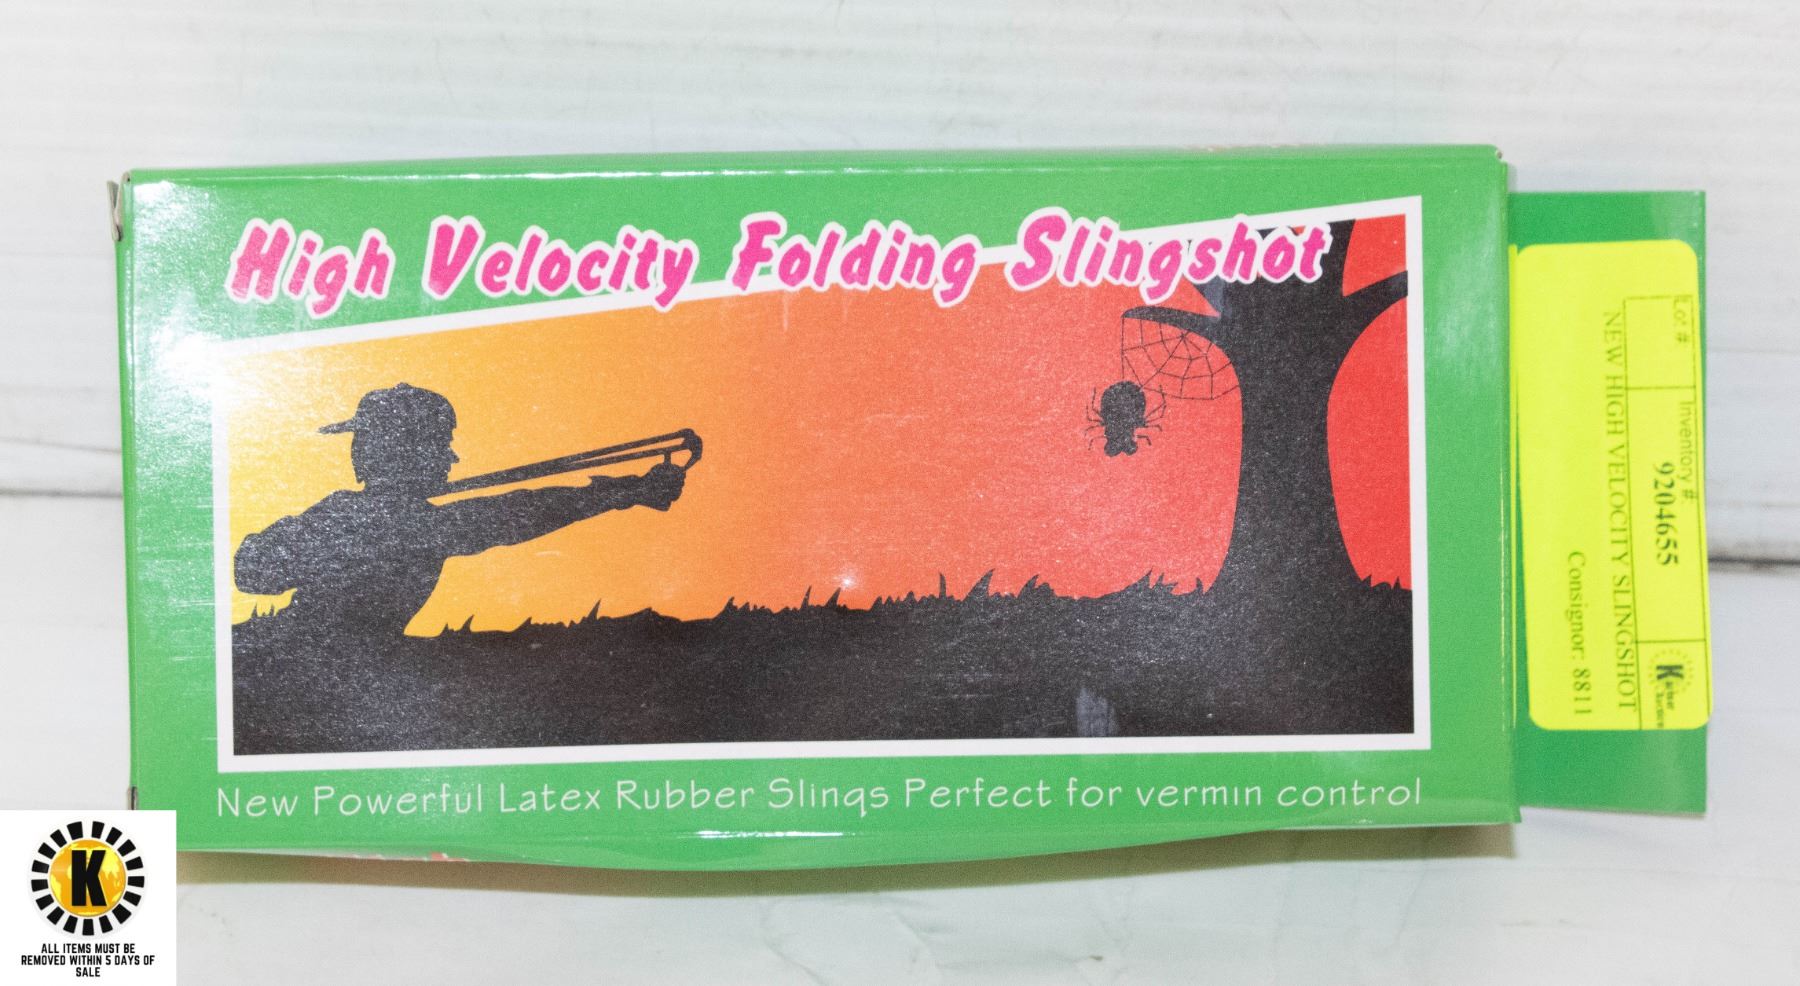 High Velocity Folding Slingshot
New Powerful Latex Rubber Slings Perfect for vermin control
Lot #
Inventory #:
9204655
NEW HIGH VELOCITY SLINGSHOT
Consignor: 8811
K
K
ALL ITEMS MUST BE
REMOVED WITHIN 5 DAYS OF
SALE